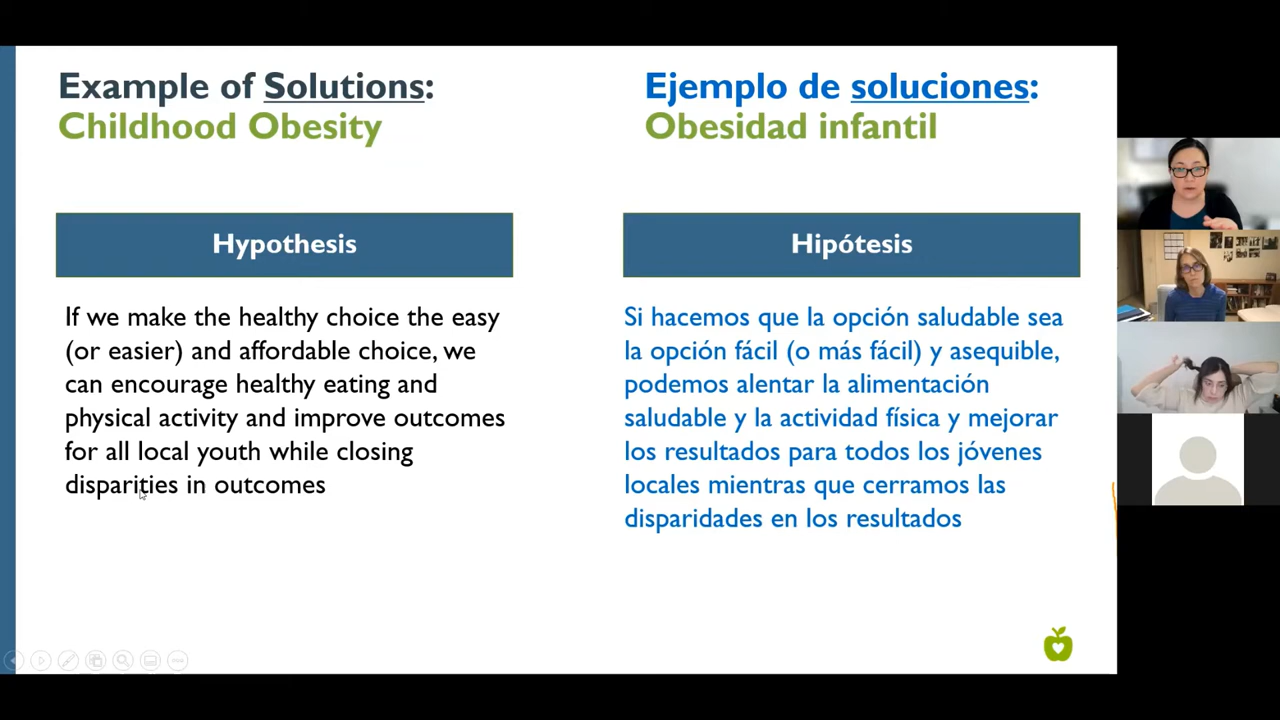 Example of Solutions:
Childhood Obesity
Hypothesis
If we make the healthy choice the easy
(or easier) and affordable choice, we
can encourage healthy eating and
physical activity and improve outcomes
for all local youth while closing
disparities in outcomes
Ejemplo de soluciones:
Obesidad infantil
Hipótesis
Si hacemos que la opción saludable sea
la opción fácil (o más fácil) y asequible,
podemos alentar la alimentación
saludable y la actividad física y mejorar
los resultados para todos los jóvenes
locales mientras que cerramos las
disparidades en los resultados